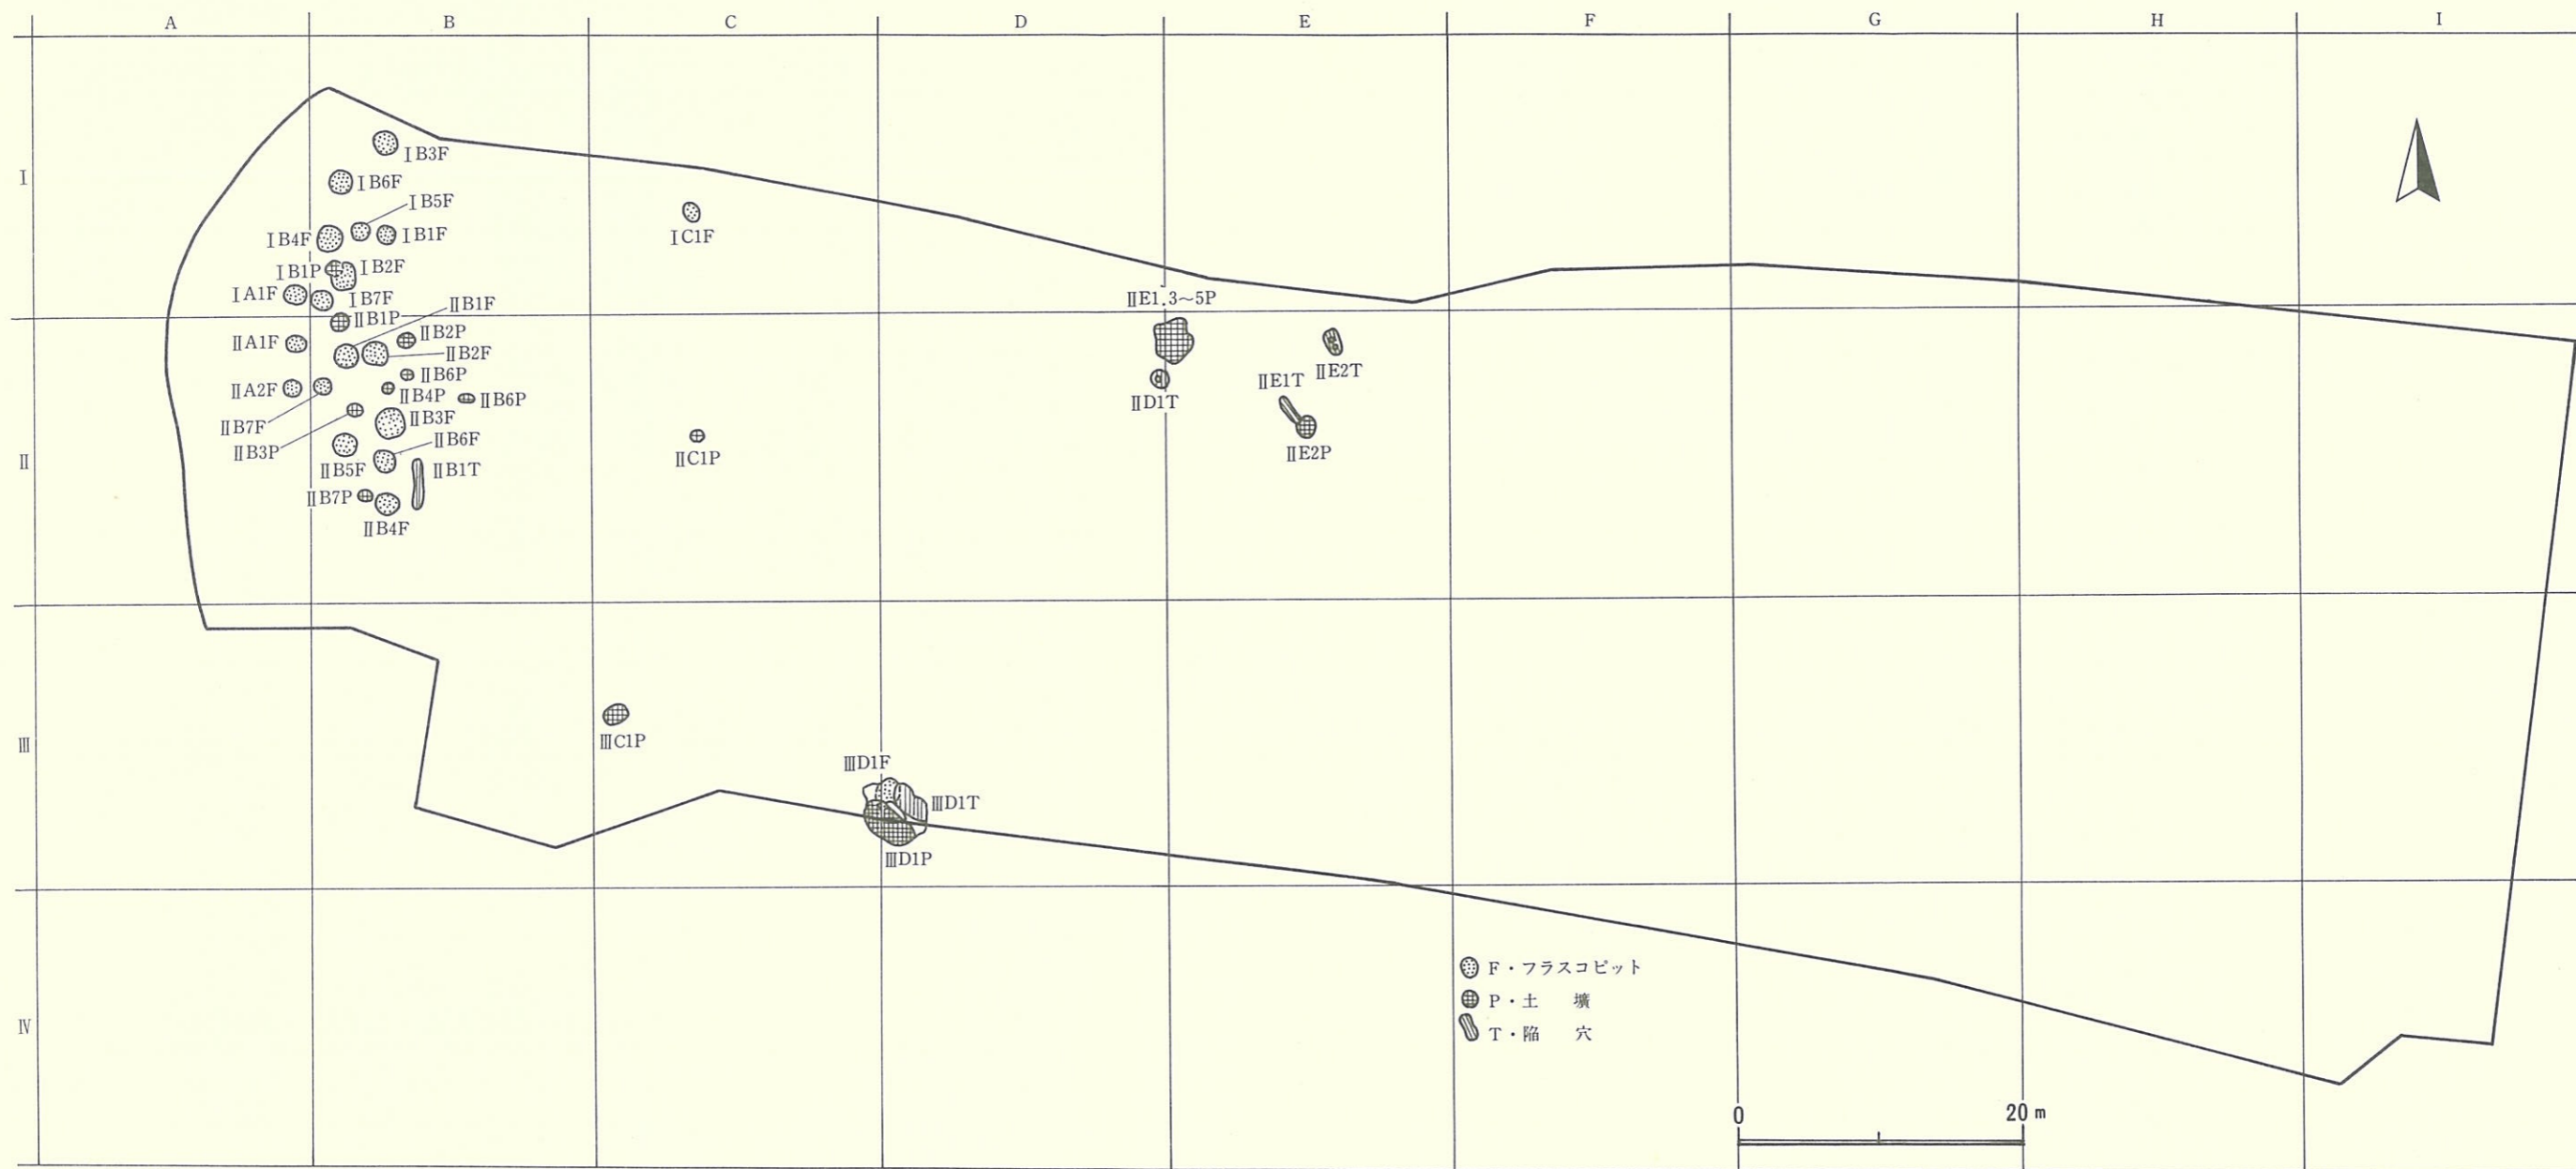 A B C D E F G H I
Ⅰ
ⅠB3F
ⅠB6F
ⅠB5F
ⅠB4F
ⅠB1F
ⅠC1F
ⅠB1P
ⅠB2F
ⅠA1F
ⅠB7F
ⅡB1F
ⅡE1.3~5P
ⅡB1P
ⅡB2P
ⅡA1F
ⅡB2F
ⅡB6P
ⅡE1T
ⅡE2T
ⅡA2F
ⅡB4P
ⅡB6P
ⅡD1T
ⅡB7F
ⅡB3F
ⅡB3P
ⅡB6F
ⅡE2P
Ⅱ
ⅡC1P
ⅡB5F
ⅡB1T
ⅡB7P
ⅡB4F
Ⅲ
ⅢC1P
ⅢD1F
ⅢD1T
ⅢD1P
F・フラスコピット
P・土 壙
T・陥 穴
Ⅳ
0 20m